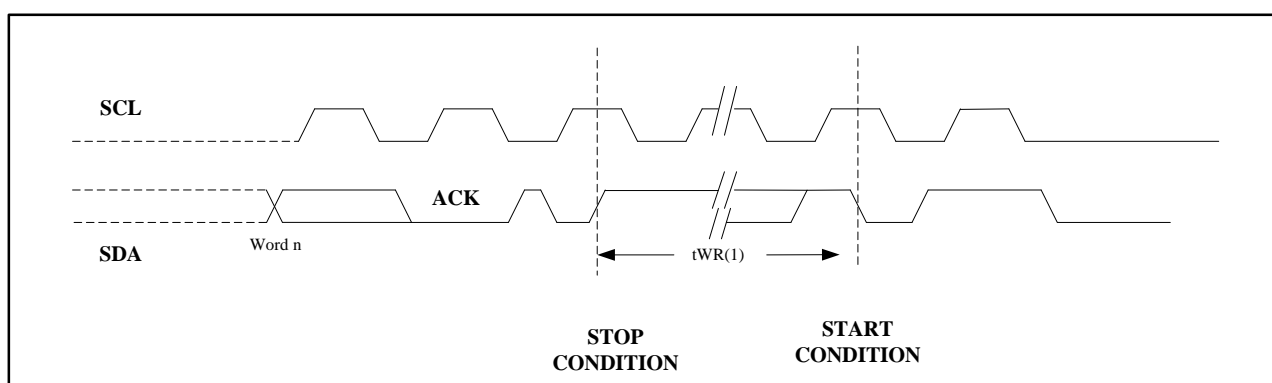 SCL
ACK
Word n
SDA
tWR(1)
STOP
CONDITION
START
CONDITION